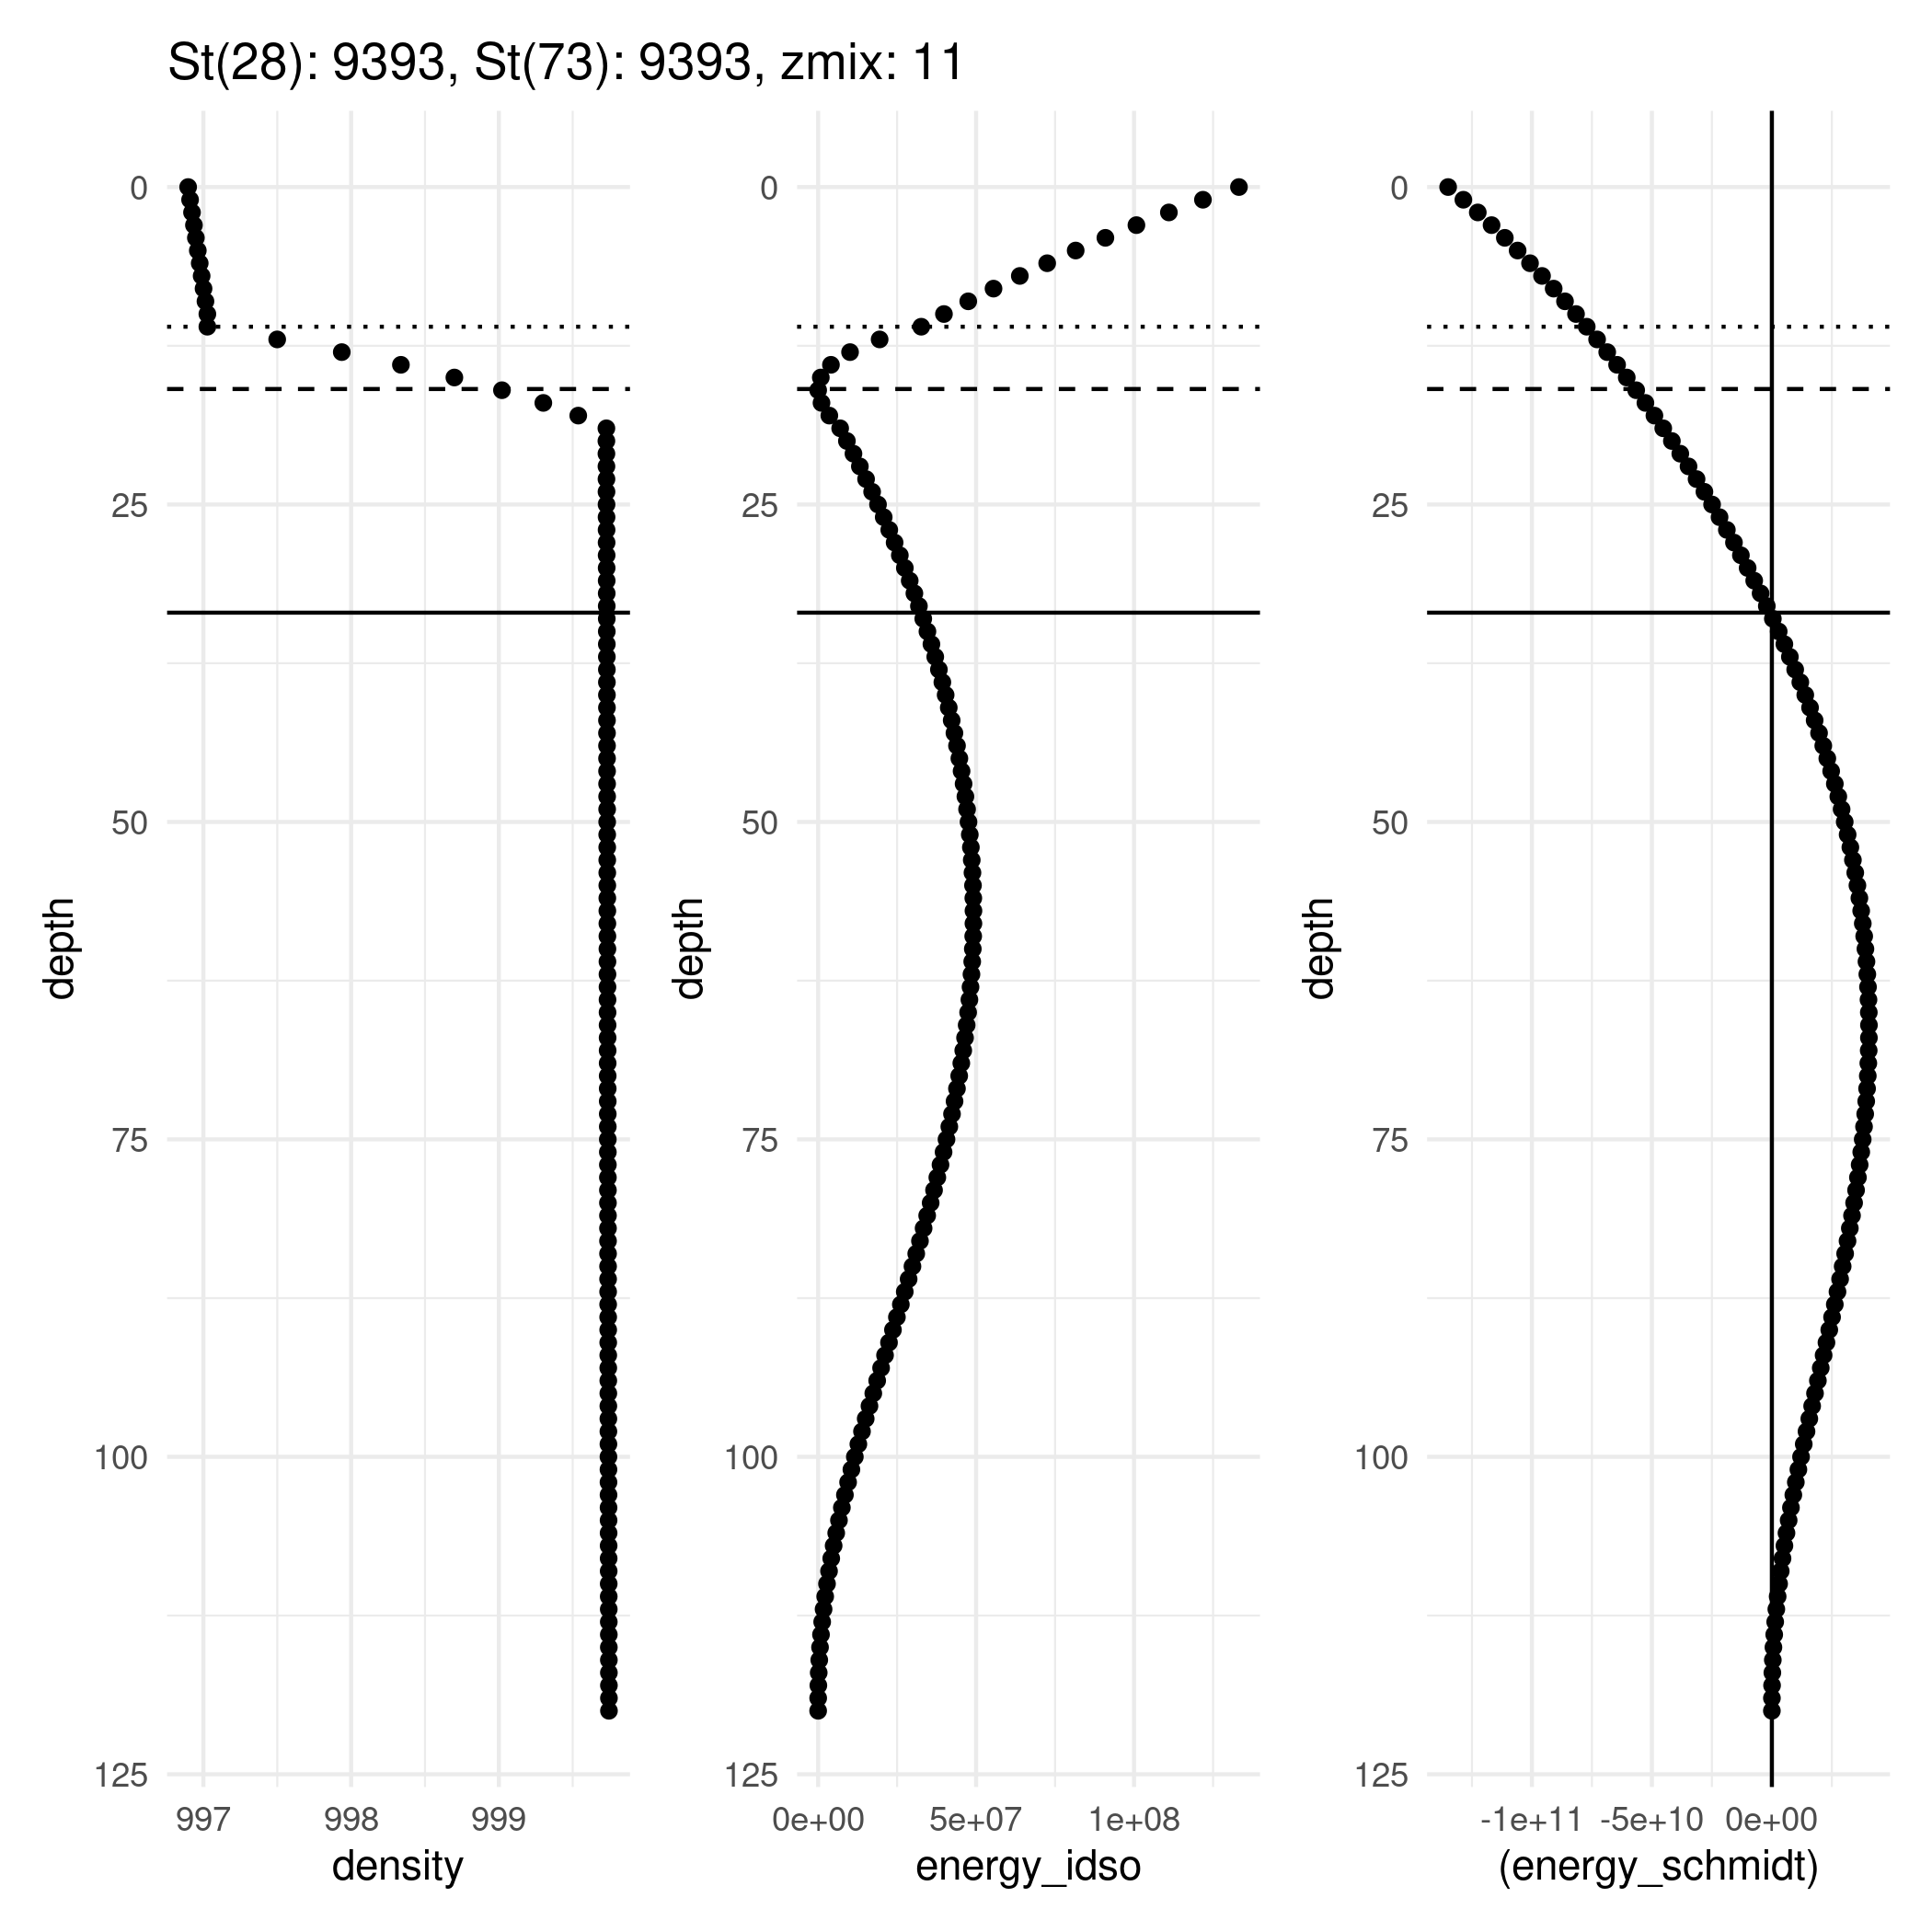 St(28): 9393, St(73): 9393, zmix: 11
depth
0
25
50
75
100
125
997 998 999
density
depth
0
25
50
75
100
125
0e+00 5e+07 1e+08
energy_idso
depth
0
25
50
75
100
125
-1e+11 -5e+10 0e+00
(energy_schmidt)